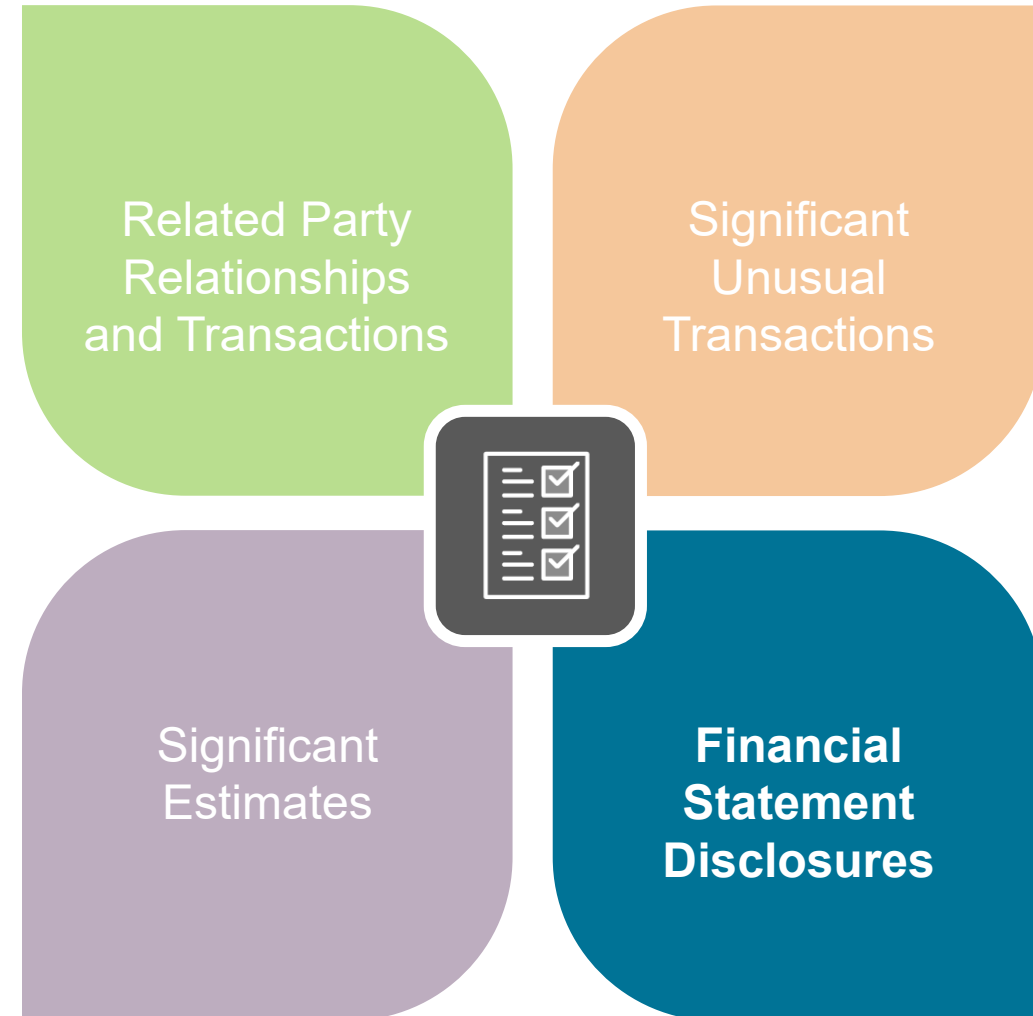 Related Party
Relationships
and Transactions
Significant
Unusual
Transactions
Significant
Estimates
Financial
Statement
Disclosures